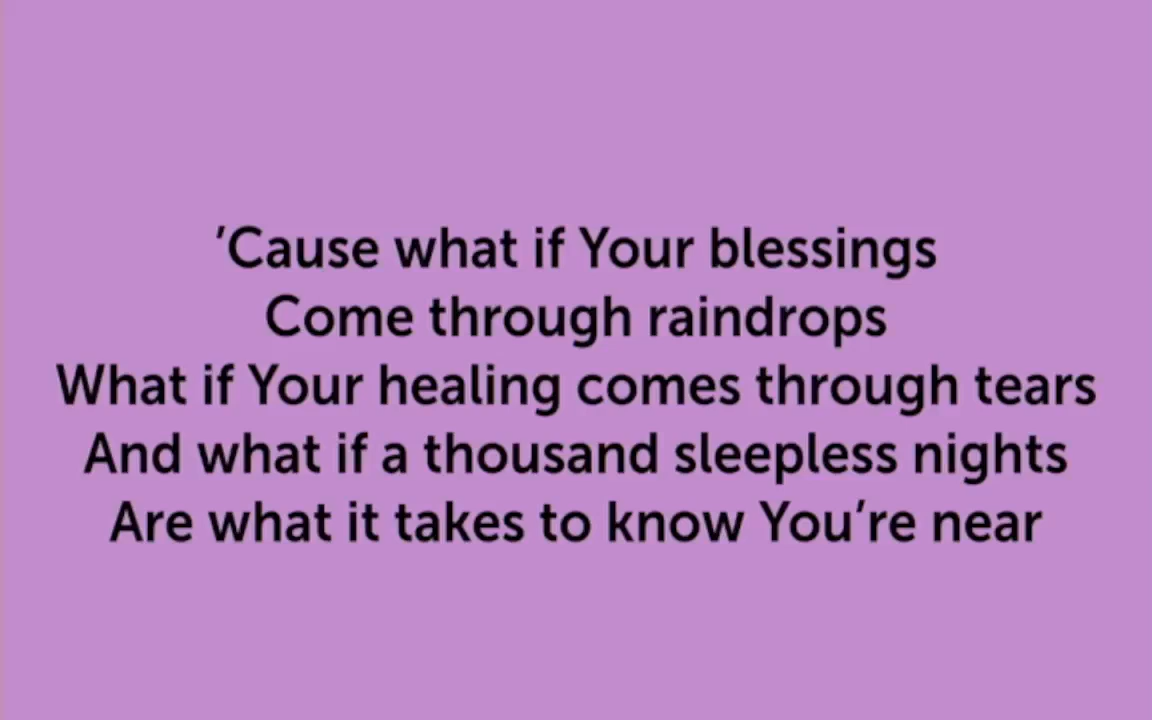 ’Cause what if Your blessings
Come through raindrops
What if Your healing comes through tears
And what if a thousand sleepless nights
Are what it takes to know You’re near